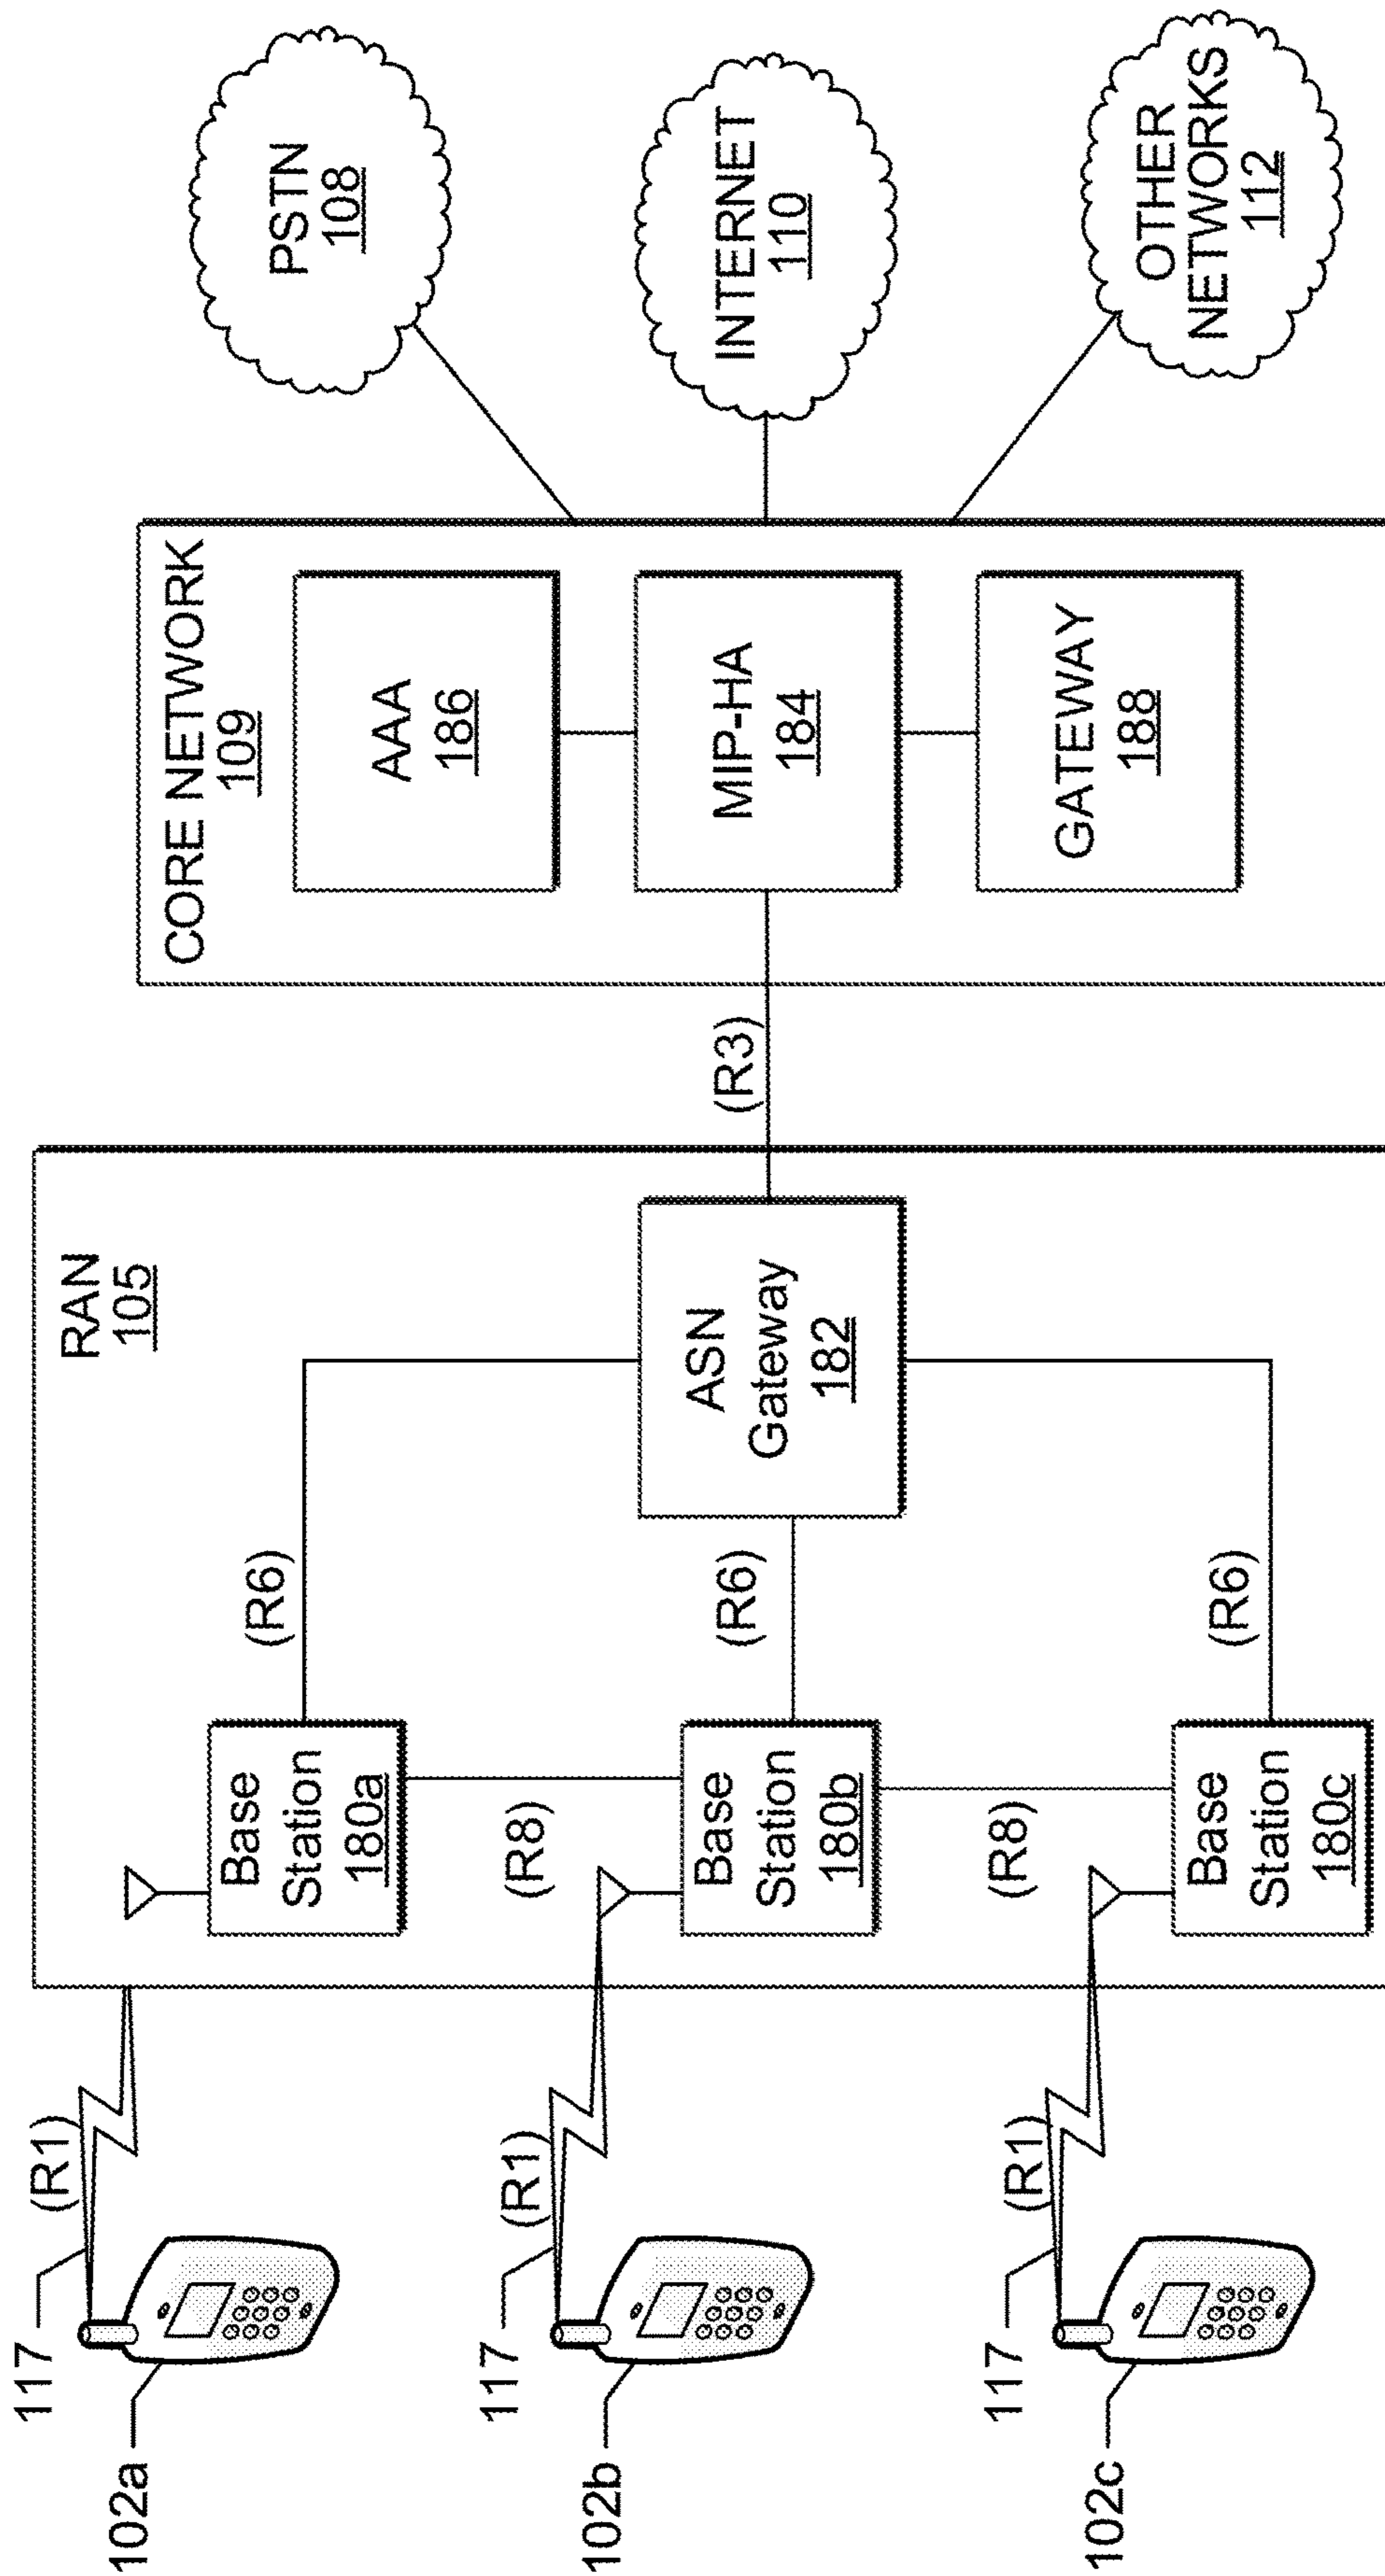 117
(R1)
102a
117
(R1)
102b
117
(R1)
102c
RAN
105
Base
Station
180a
(R6)
(R8)
Base
Station
180b
(R6)
(R8)
Base
Station
180c
(R6)
ASN
Gateway
182
(R3)
CORE NETWORK
109
AAA
186
MIP-HA
184
GATEWAY
188
PSTN
108
INTERNET
110
OTHER
NETWORKS
112